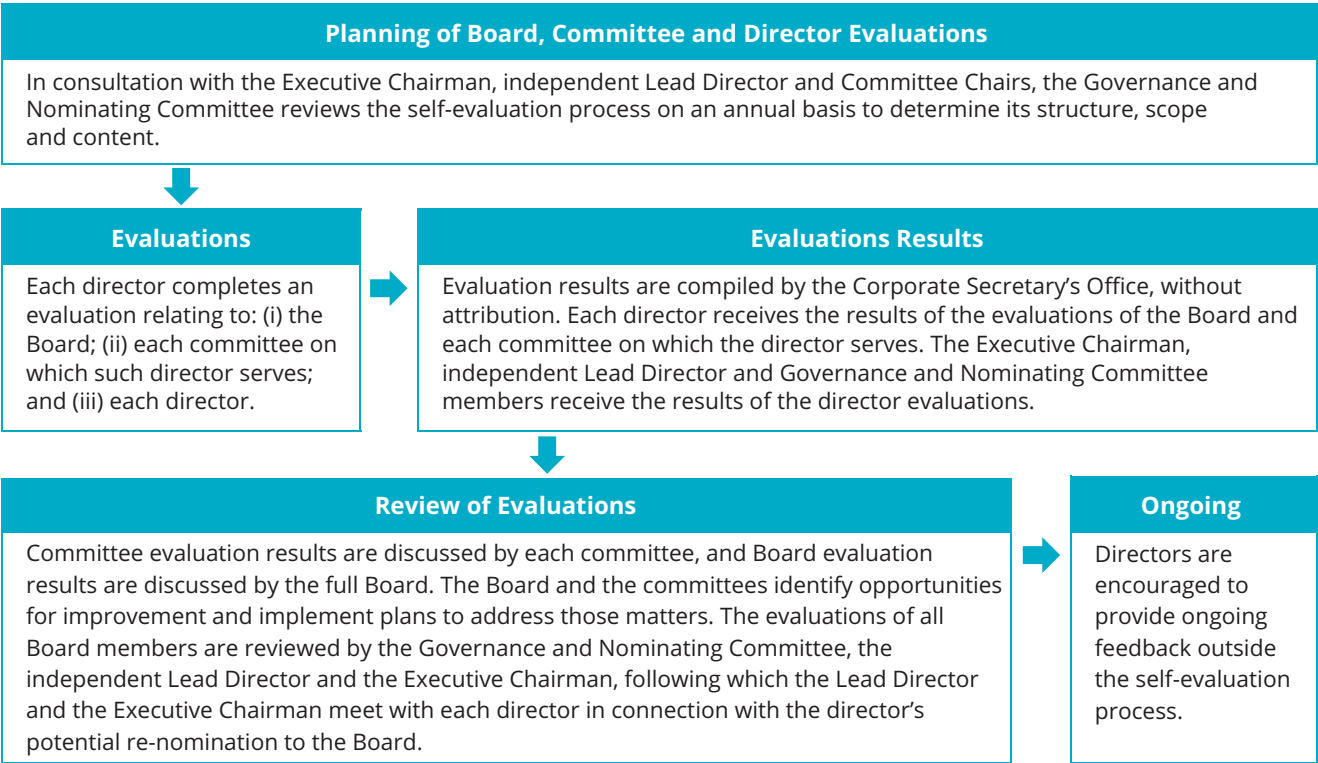 Planning of Board, Committee and Director Evaluations
In consultation with the Executive Chairman, independent Lead Director and Committee Chairs, the Governance and
Nominating Committee reviews the self-evaluation process on an annual basis to determine its structure, scope
and content.
Evaluations
Each director completes an
evaluation relating to: (i) the
Board; (ii) each committee on
which such director serves;
and (iii) each director.
Evaluations Results
Evaluation results are compiled by the Corporate Secretary’s Office, without
attribution. Each director receives the results of the evaluations of the Board and
each committee on which the director serves. The Executive Chairman,
independent Lead Director and Governance and Nominating Committee
members receive the results of the director evaluations.
Review of Evaluations
Committee evaluation results are discussed by each committee, and Board evaluation
results are discussed by the full Board. The Board and the committees identify opportunities
for improvement and implement plans to address those matters. The evaluations of all
Board members are reviewed by the Governance and Nominating Committee, the
independent Lead Director and the Executive Chairman, following which the Lead Director
and the Executive Chairman meet with each director in connection with the director’s
potential re-nomination to the Board.
Ongoing
Directors are
encouraged to
provide ongoing
feedback outside
the self-evaluation
process.